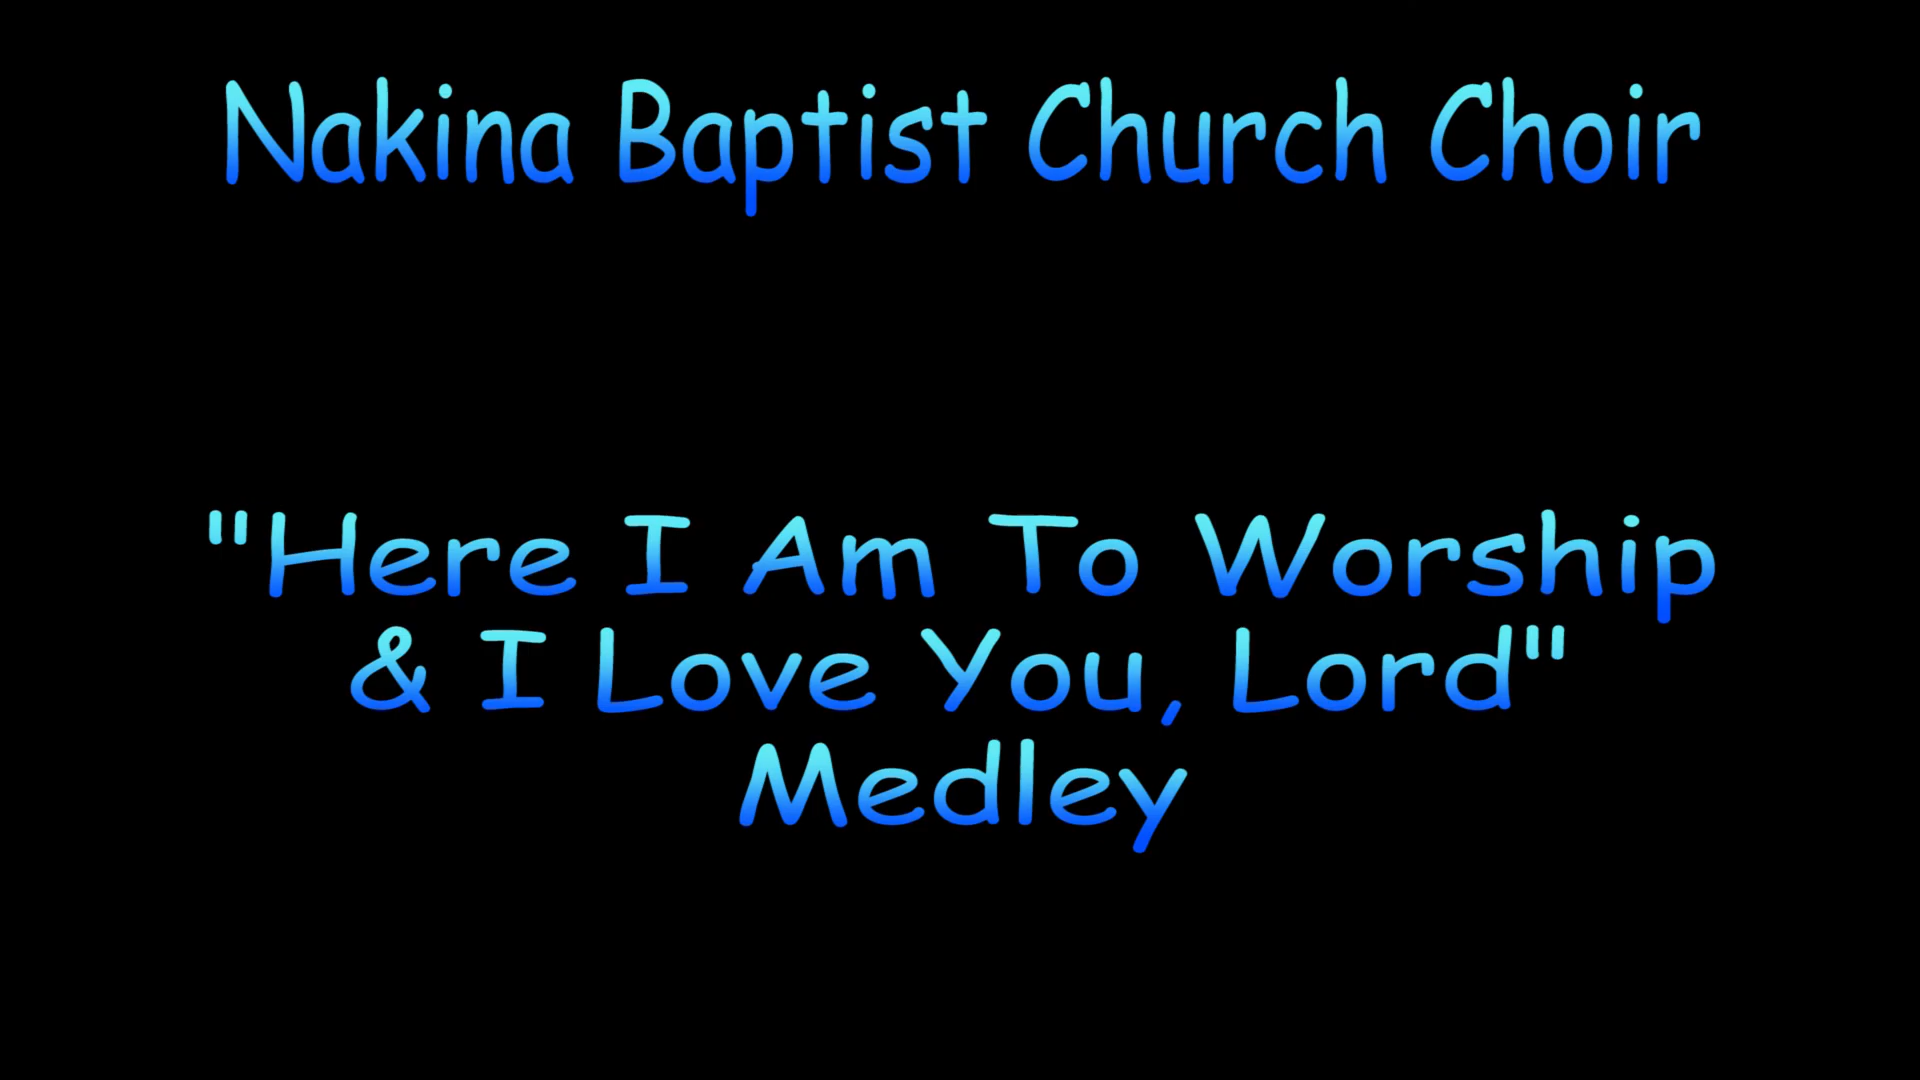 Nakina Baptist Church Choir
"Here I Am To Worship
& I Love You, Lord"
Medley